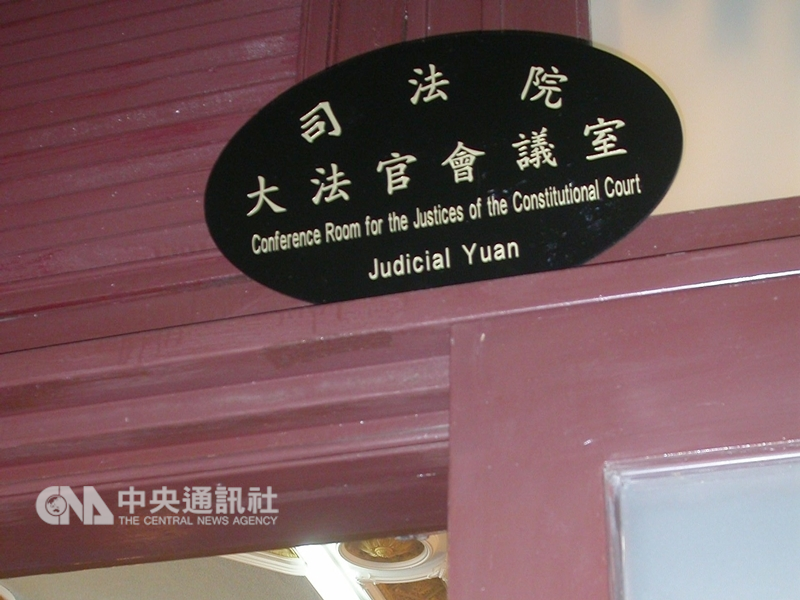 司法院
大法官會議室
Conference Room for the Justices of the Constitutional Court
Judicial Yuan
CNA 中央通訊社
THE CENTRAL NEWS AGENCY